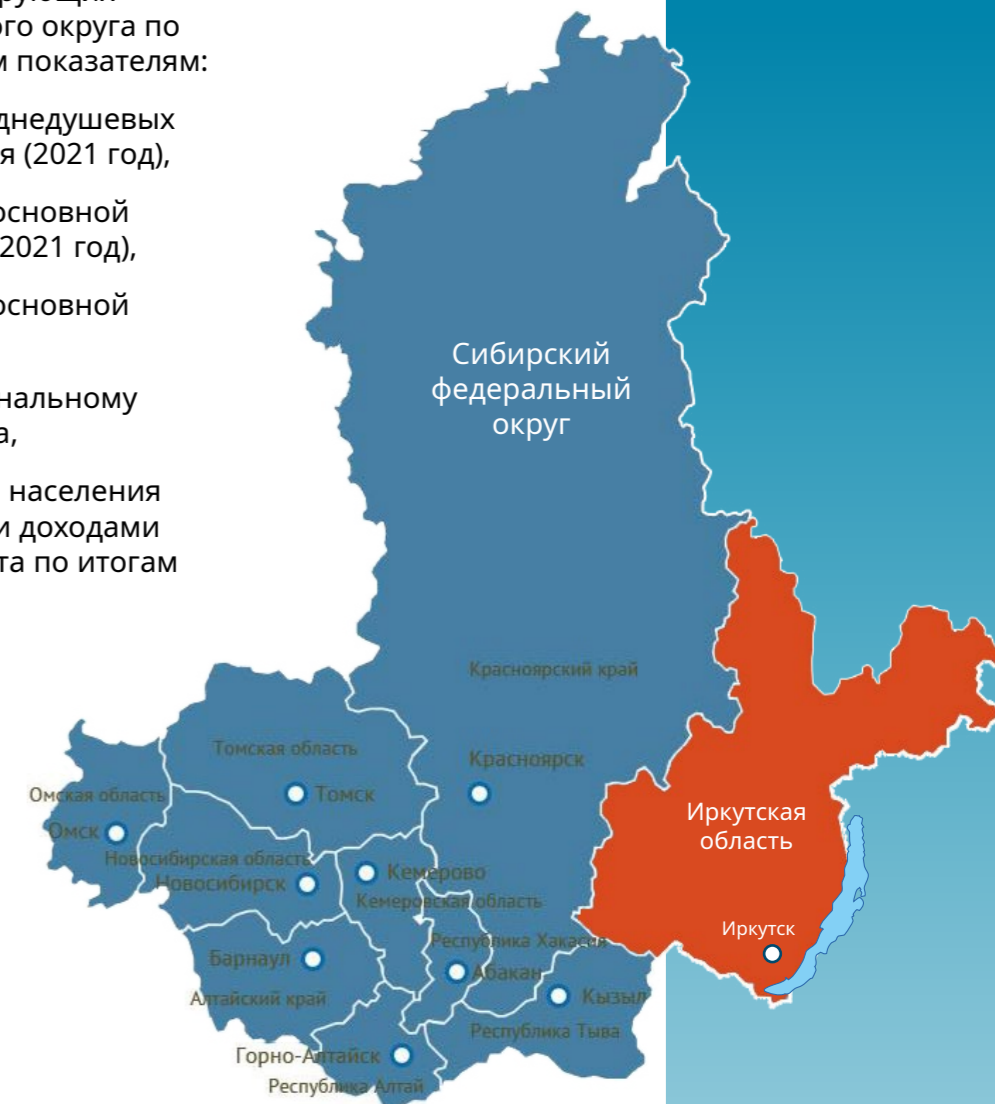 ого округа по
м показателям:
днедушевых
я (2021 год),
основной
2021 год),
основной
нальному
а,
населения
и доходами
та по итогам
Сибирский
федеральный
округ
Красноярский край
Томская область
Красноярск
Омская область
Томск
Иркутская
область
Омск
Новосибирская область
Новосибирск
Кемерово
Кемеровская область
Иркутск
Республика Хакасия
Барнаул
Абакан
Алтайский край
Кызыл
Республика Тыва
Горно-Алтайск
Республика Алтай